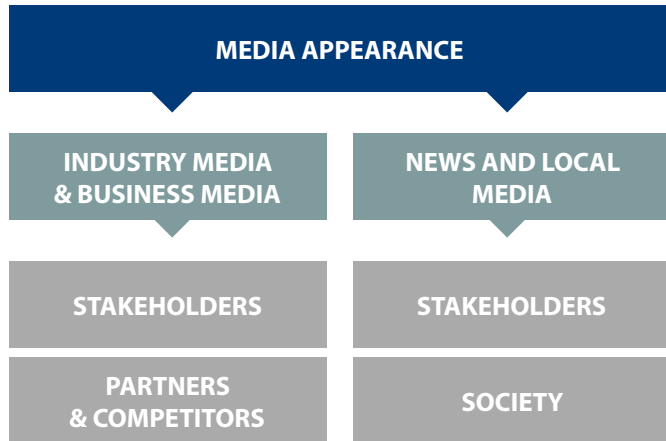 MEDIA APPEARANCE
INDUSTRY MEDIA
& BUSINESS MEDIA
NEWS AND LOCAL
MEDIA
STAKEHOLDERS
STAKEHOLDERS
PARTNERS
& COMPETITORS
SOCIETY